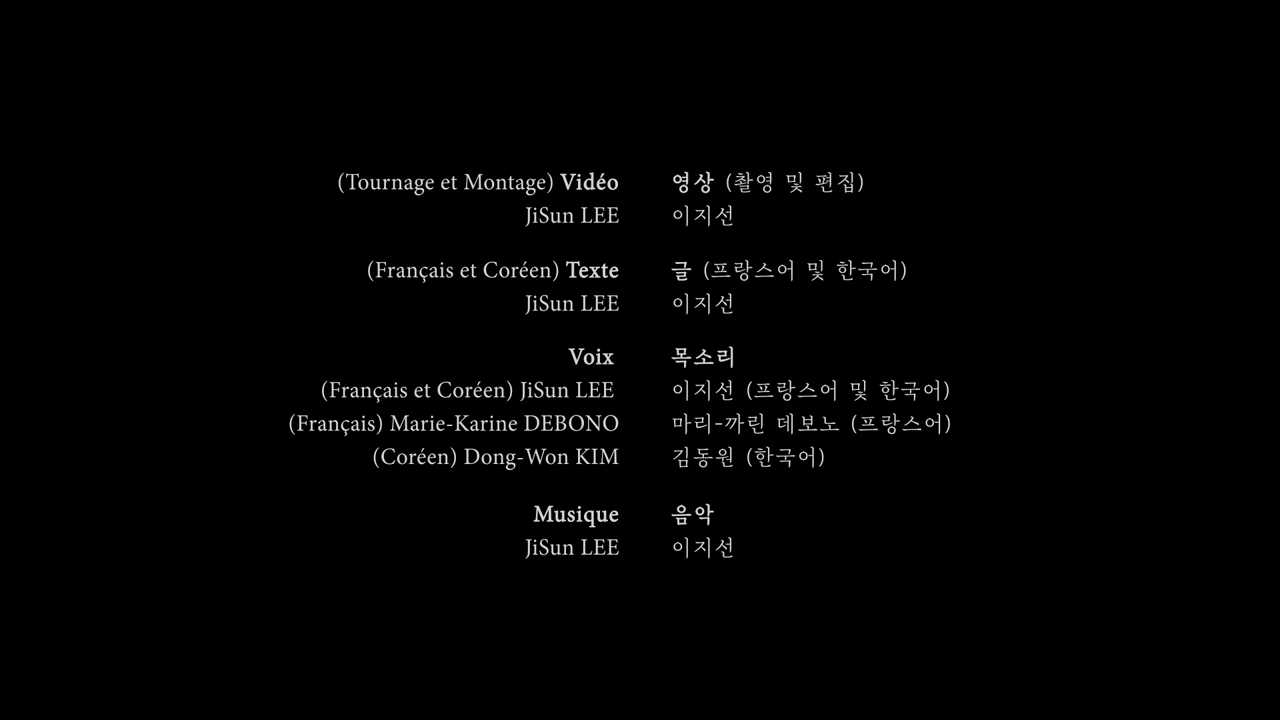 (Tournage et Montage) Vidéo 영상 (촬영 및 편집)
JiSun LEE 이지선
(Français et Coréen) Texte 글 (프랑스어 및 한국어)
JiSun LEE 이지선
Voix 목소리
(Français et Coréen) JiSun LEE 이지선 (프랑스어 및 한국어)
(Français) Marie-Karine DEBONO 마리-까린 데보노 (프랑스어)
(Coréen) Dong-Won KIM 김동원 (한국어)
Musique 음악
JiSun LEE 이지선